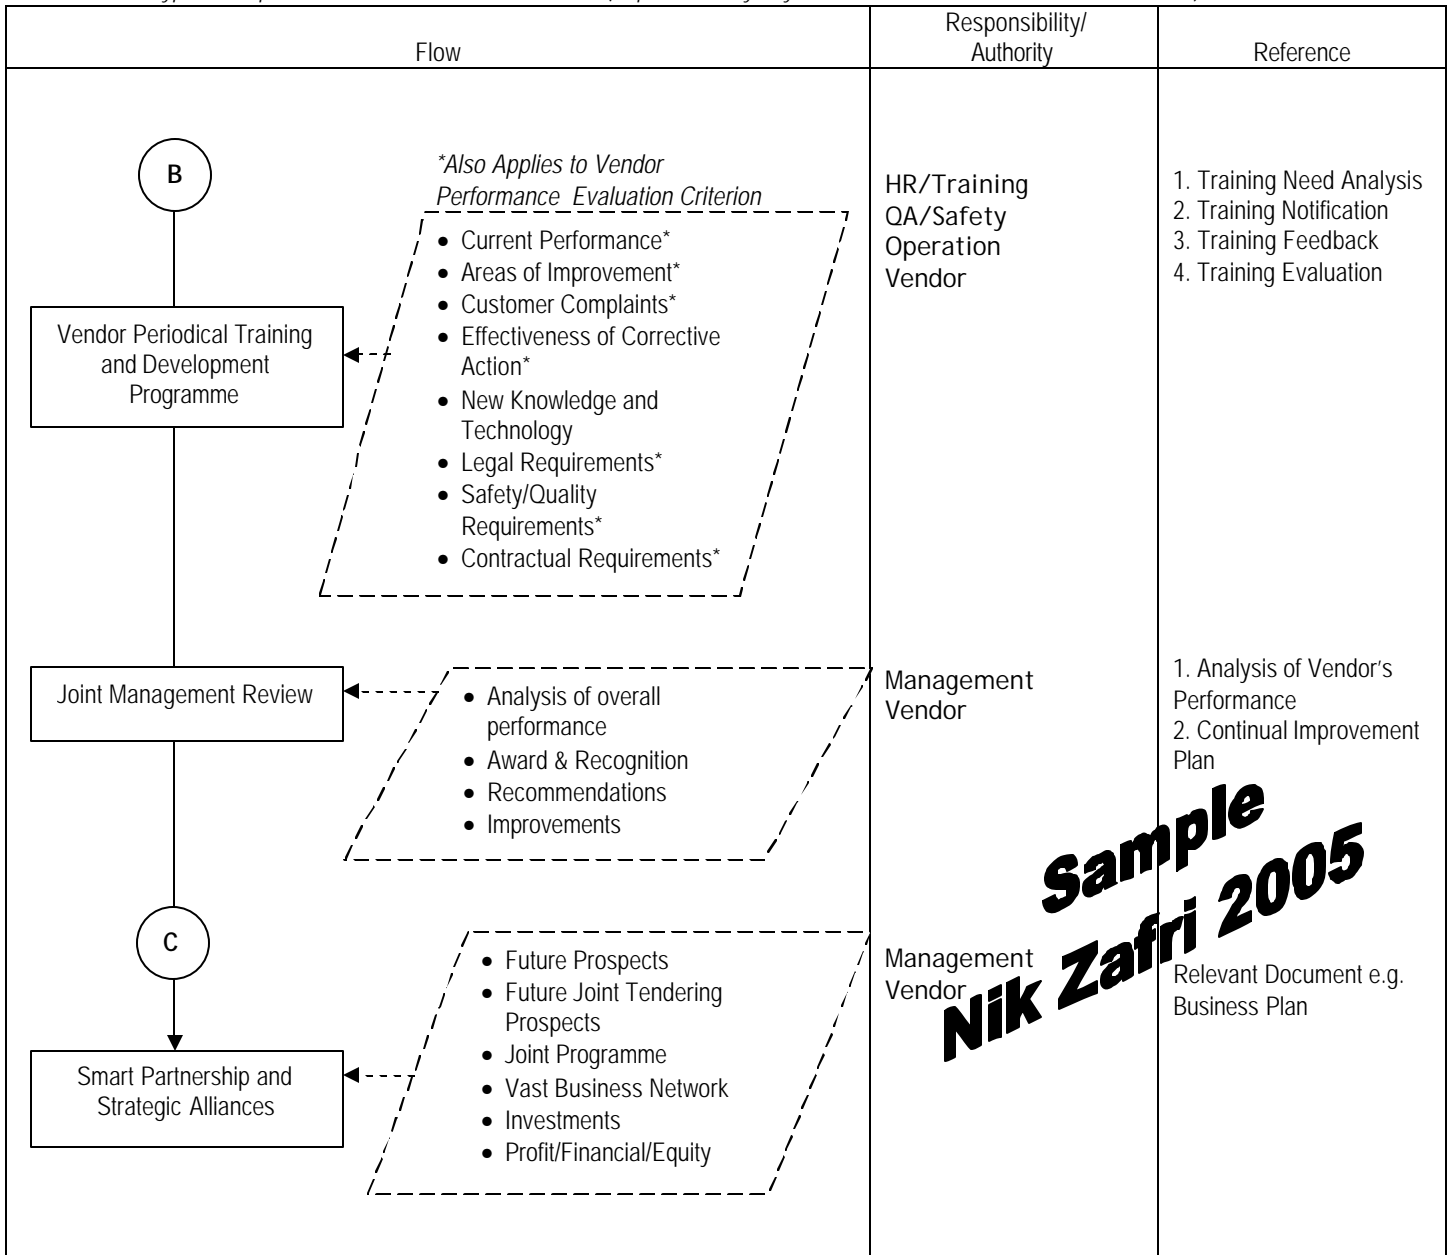 Responsibility/
Authority
Flow
Reference
B
*Also Applies to Vendor
Performance Evaluation Criterion
• Current Performance*
• Areas of Improvement*
• Customer Complaints*
• Effectiveness of Corrective
Action*
• New Knowledge and
Technology
• Legal Requirements*
• Safety/Quality
Requirements*
• Contractual Requirements*
Vendor Periodical Training
and Development
Programme
HR/Training
QA/Safety
Operation
Vendor
1. Training Need Analysis
2. Training Notification
3. Training Feedback
4. Training Evaluation
Joint Management Review
• Analysis of overall
performance
• Award & Recognition
• Recommendations
• Improvements
Management
Vendor
1. Analysis of Vendor's
Performance
2. Continual Improvement
Plan
Sample
Nik Zafri 2005
C
Smart Partnership and
Strategic Alliances
• Future Prospects
• Future Joint Tendering
Prospects
• Joint Programme
• Vast Business Network
• Investments
• Profit/Financial/Equity
Management
Vendor
Relevant Document e.g.
Business Plan